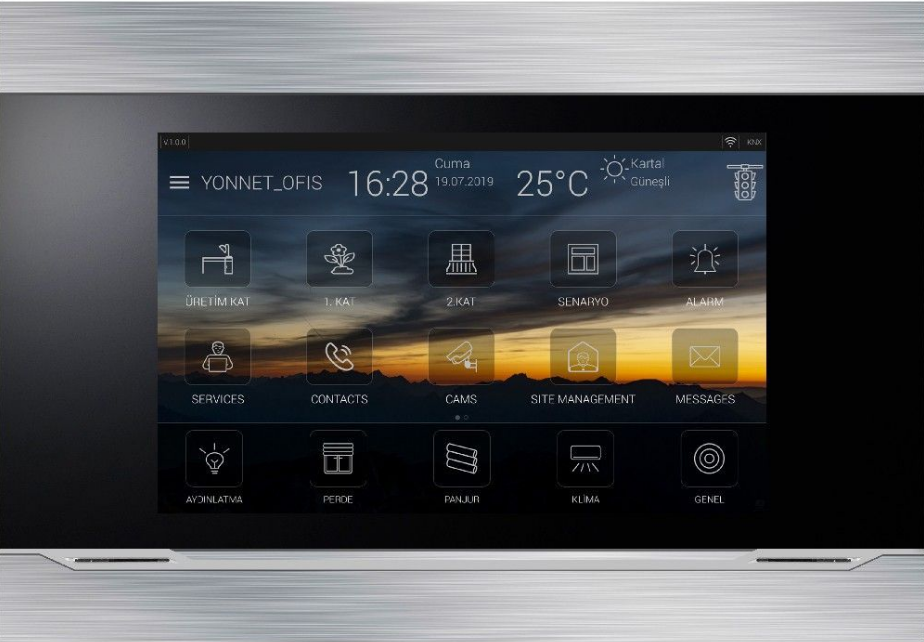 V.1.0.0
KNX
YONNET_OFIS
16:28
Cuma
19.07.2019
25°C
Kartal
Güneşli
ÜRETİM KAT
1. KAT
2.KAT
SENARYO
ALARM
SERVICES
CONTACTS
CAMS
SITE MANAGEMENT
MESSAGES
AYDINLATMA
PERDE
PANJUR
KLİMA
GENEL